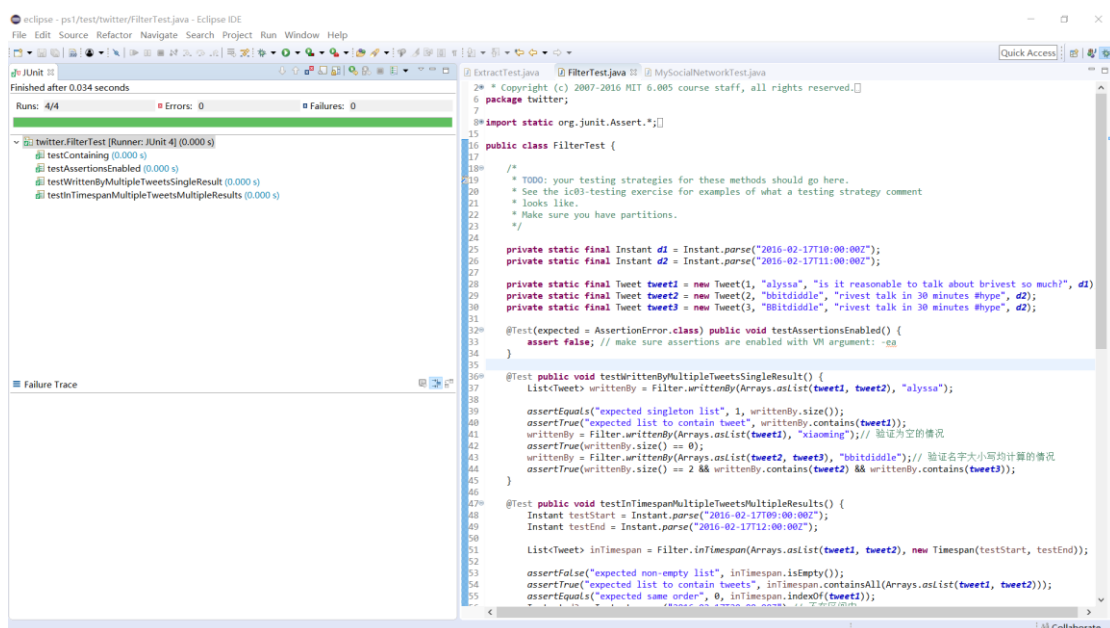 eclipse - ps1/test/twitter/FilterTest.java - Eclipse IDE
File Edit Source Refactor Navigate Search Project Run Window Help
Quick Access
JUnit
Finished after 0.034 seconds
Runs: 4/4 Errors: 0 Failures: 0
twitter.FilterTest [Runner: JUnit 4] (0.000 s)
testContaining (0.000 s)
testAssertionsEnabled (0.000 s)
testWrittenByMultipleTweetsSingleResult (0.000 s)
testInTimespanMultipleTweetsMultipleResults (0.000 s)
Failure Trace
ExtractTest.java FilterTest.java MySocialNetworkTest.java
2 * Copyright (c) 2007-2016 MIT 6.005 course staff, all rights reserved.
6 package twitter;
7
8 import static org.junit.Assert.*;
15
16 public class FilterTest {
17
18 /*
19 * TODO: your testing strategies for these methods should go here.
20 * See the ic03-testing exercise for examples of what a testing strategy comment
21 * looks like.
22 * Make sure you have partitions.
23 */
24
25 private static final Instant d1 = Instant.parse("2016-02-17T10:00:00Z");
26 private static final Instant d2 = Instant.parse("2016-02-17T11:00:00Z");
27
28 private static final Tweet tweet1 = new Tweet(1, "alyssa", "is it reasonable to talk about brivest so much?", d1)
29 private static final Tweet tweet2 = new Tweet(2, "bbitdiddle", "rivest talk in 30 minutes #hype", d2);
30 private static final Tweet tweet3 = new Tweet(3, "BBitdiddle", "rivest talk in 30 minutes #hype", d2);
31
32 @Test(expected = AssertionError.class) public void testAssertionsEnabled() {
33 assert false; // make sure assertions are enabled with VM argument: -ea
34 }
35
36 @Test public void testWrittenByMultipleTweetsSingleResult() {
37 List<Tweet> writtenBy = Filter.writtenBy(Arrays.asList(tweet1, tweet2), "alyssa");
38
39 assertEquals("expected singleton list", 1, writtenBy.size());
40 assertTrue("expected list to contain tweet", writtenBy.contains(tweet1));
41 writtenBy = Filter.writtenBy(Arrays.asList(tweet1), "xiaoming");// 验证为空的情况
42 assertTrue(writtenBy.size() == 0);
43 writtenBy = Filter.writtenBy(Arrays.asList(tweet2, tweet3), "bbitdiddle");// 验证名字大小写均计算的情况
44 assertTrue(writtenBy.size() == 2 && writtenBy.contains(tweet2) && writtenBy.contains(tweet3));
45 }
46
47 @Test public void testInTimespanMultipleTweetsMultipleResults() {
48 Instant testStart = Instant.parse("2016-02-17T09:00:00Z");
49 Instant testEnd = Instant.parse("2016-02-17T12:00:00Z");
50
51 List<Tweet> inTimespan = Filter.inTimespan(Arrays.asList(tweet1, tweet2), new Timespan(testStart, testEnd));
52
53 assertFalse("expected non-empty list", inTimespan.isEmpty());
54 assertTrue("expected list to contain tweets", inTimespan.containsAll(Arrays.asList(tweet1, tweet2)));
55 assertEquals("expected same order", 0, inTimespan.indexOf(tweet1));